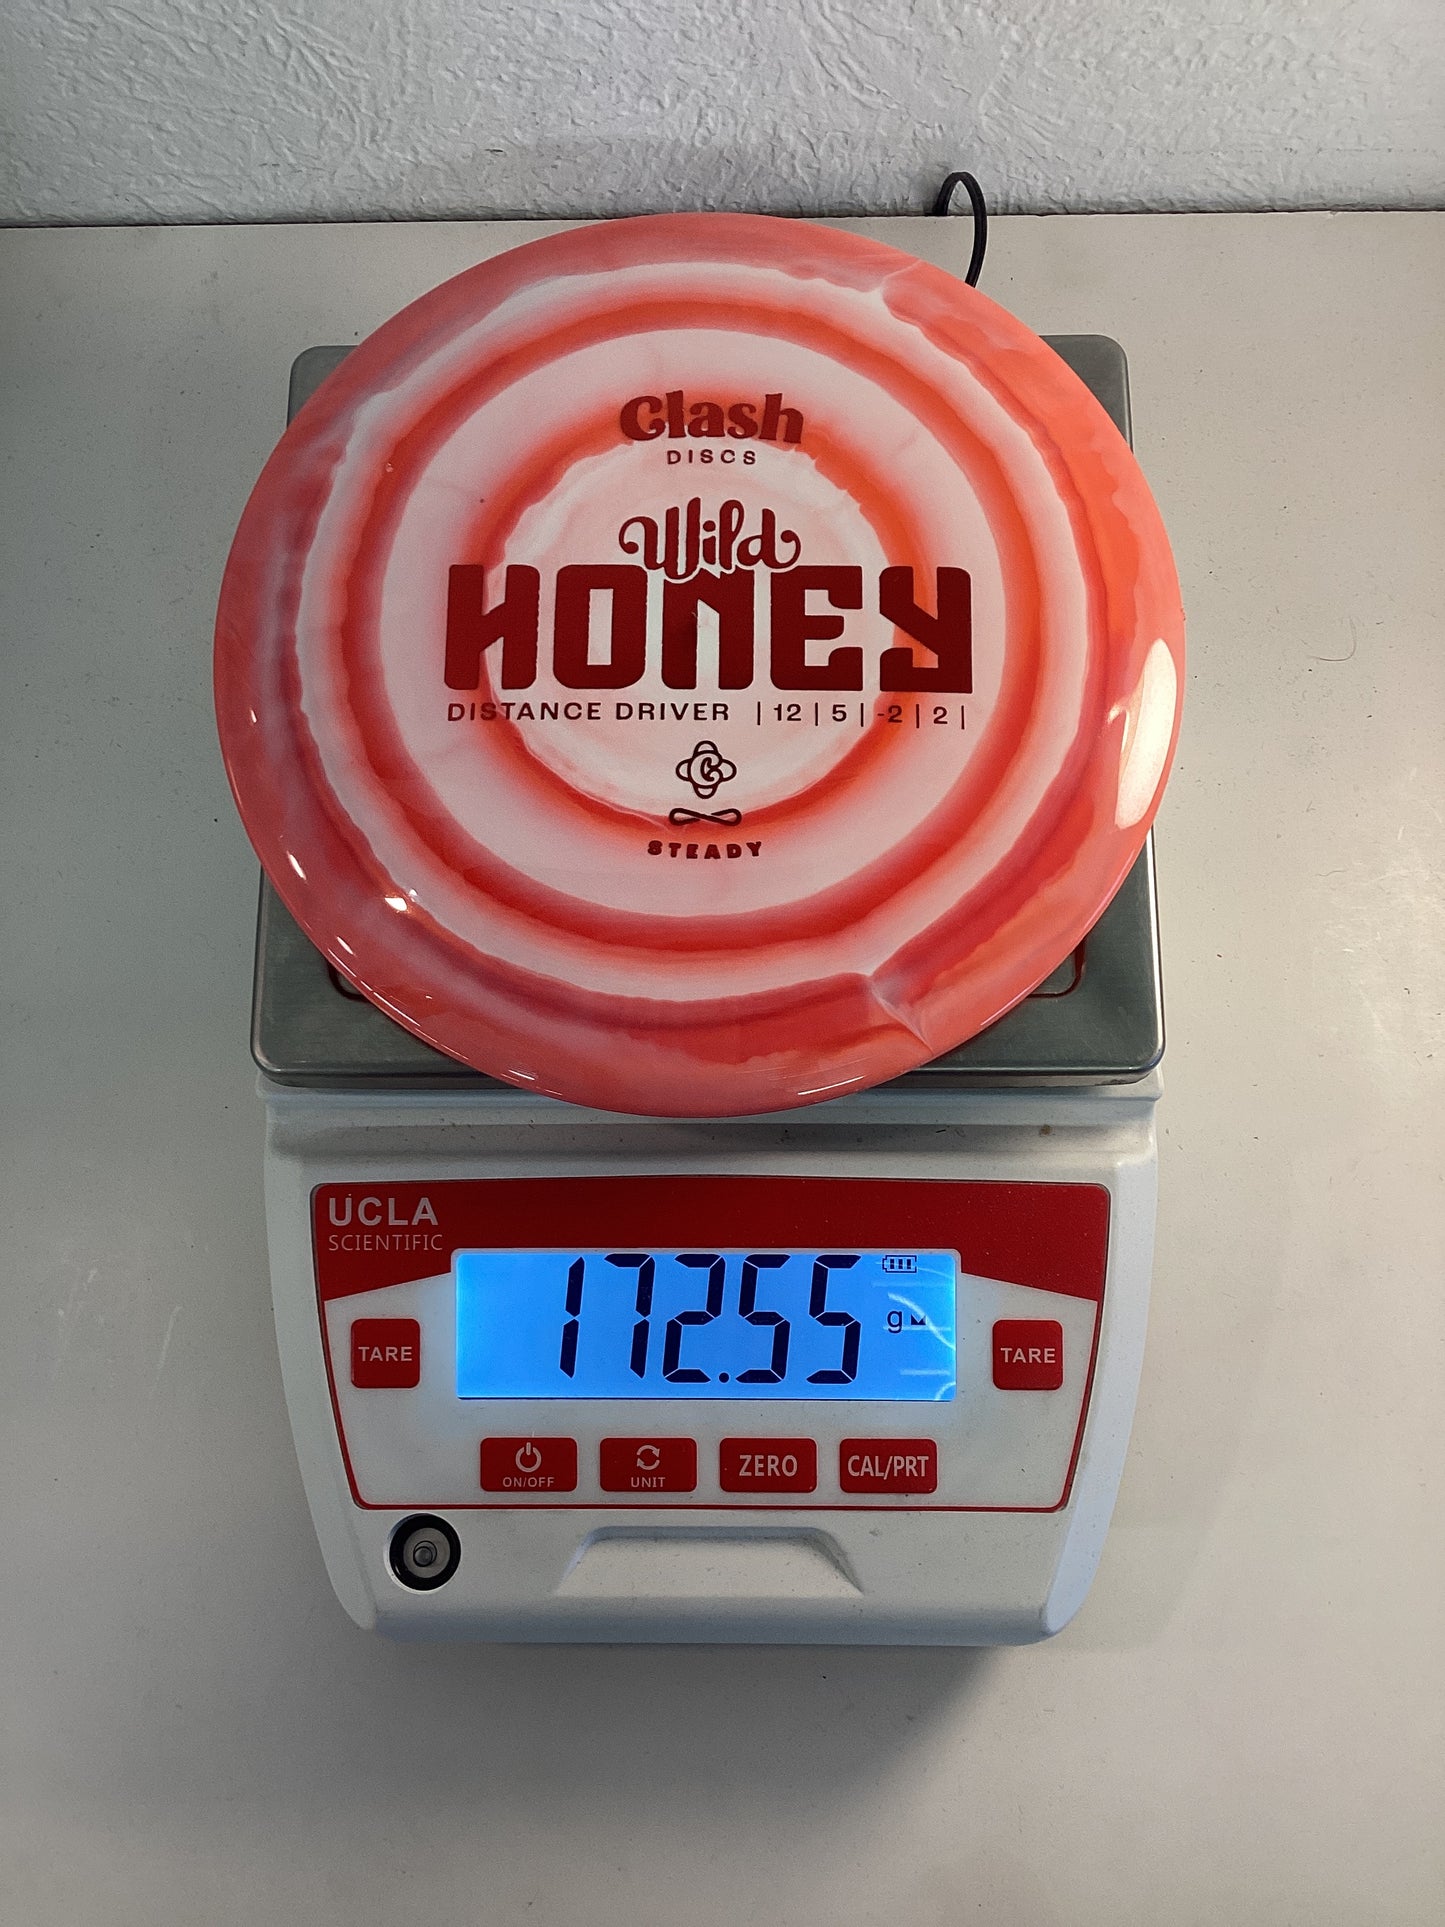 Clash
DISCS
Wild
HONEY
DISTANCE DRIVER | 12 | 5 | -2 | 2 |
C
STEADY
UCLA
SCIENTIFIC
172.55
g
TARE
TARE
ON/OFF
UNIT
ZERO
CAL/PRT